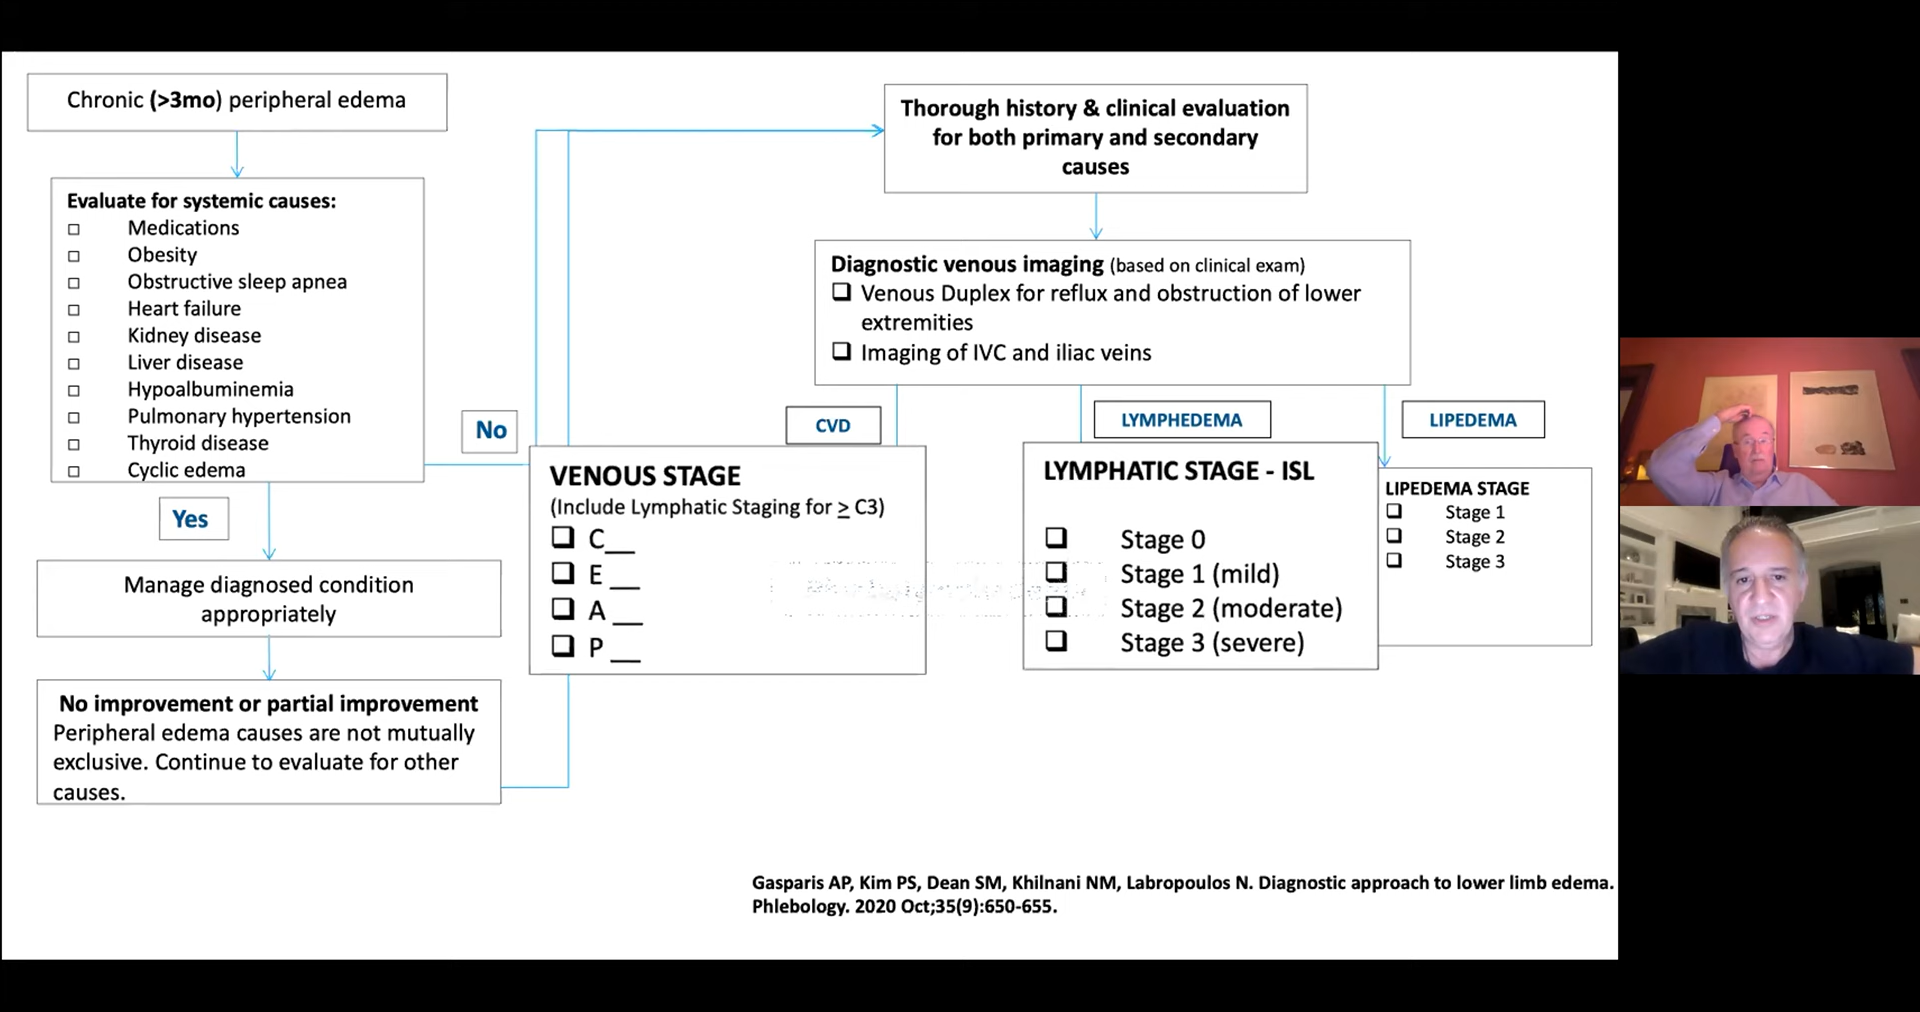 Chronic (>3mo) peripheral edema
Evaluate for systemic causes:
Medications
Obesity
Obstructive sleep apnea
Heart failure
Kidney disease
Liver disease
Hypoalbuminemia
Pulmonary hypertension
Thyroid disease
Cyclic edema
Yes
No
Manage diagnosed condition
appropriately
No improvement or partial improvement
Peripheral edema causes are not mutually
exclusive. Continue to evaluate for other
causes.
Thorough history & clinical evaluation
for both primary and secondary
causes
Diagnostic venous imaging (based on clinical exam)
Venous Duplex for reflux and obstruction of lower
extremities
Imaging of IVC and iliac veins
CVD
VENOUS STAGE
(Include Lymphatic Staging for ≥ C3)
C__
E __
A __
P __
LYMPHEDEMA
LYMPHATIC STAGE - ISL
Stage 0
Stage 1 (mild)
Stage 2 (moderate)
Stage 3 (severe)
LIPEDEMA
LIPEDEMA STAGE
Stage 1
Stage 2
Stage 3
Gasparis AP, Kim PS, Dean SM, Khilnani NM, Labropoulos N. Diagnostic approach to lower limb edema.
Phlebology. 2020 Oct;35(9):650-655.